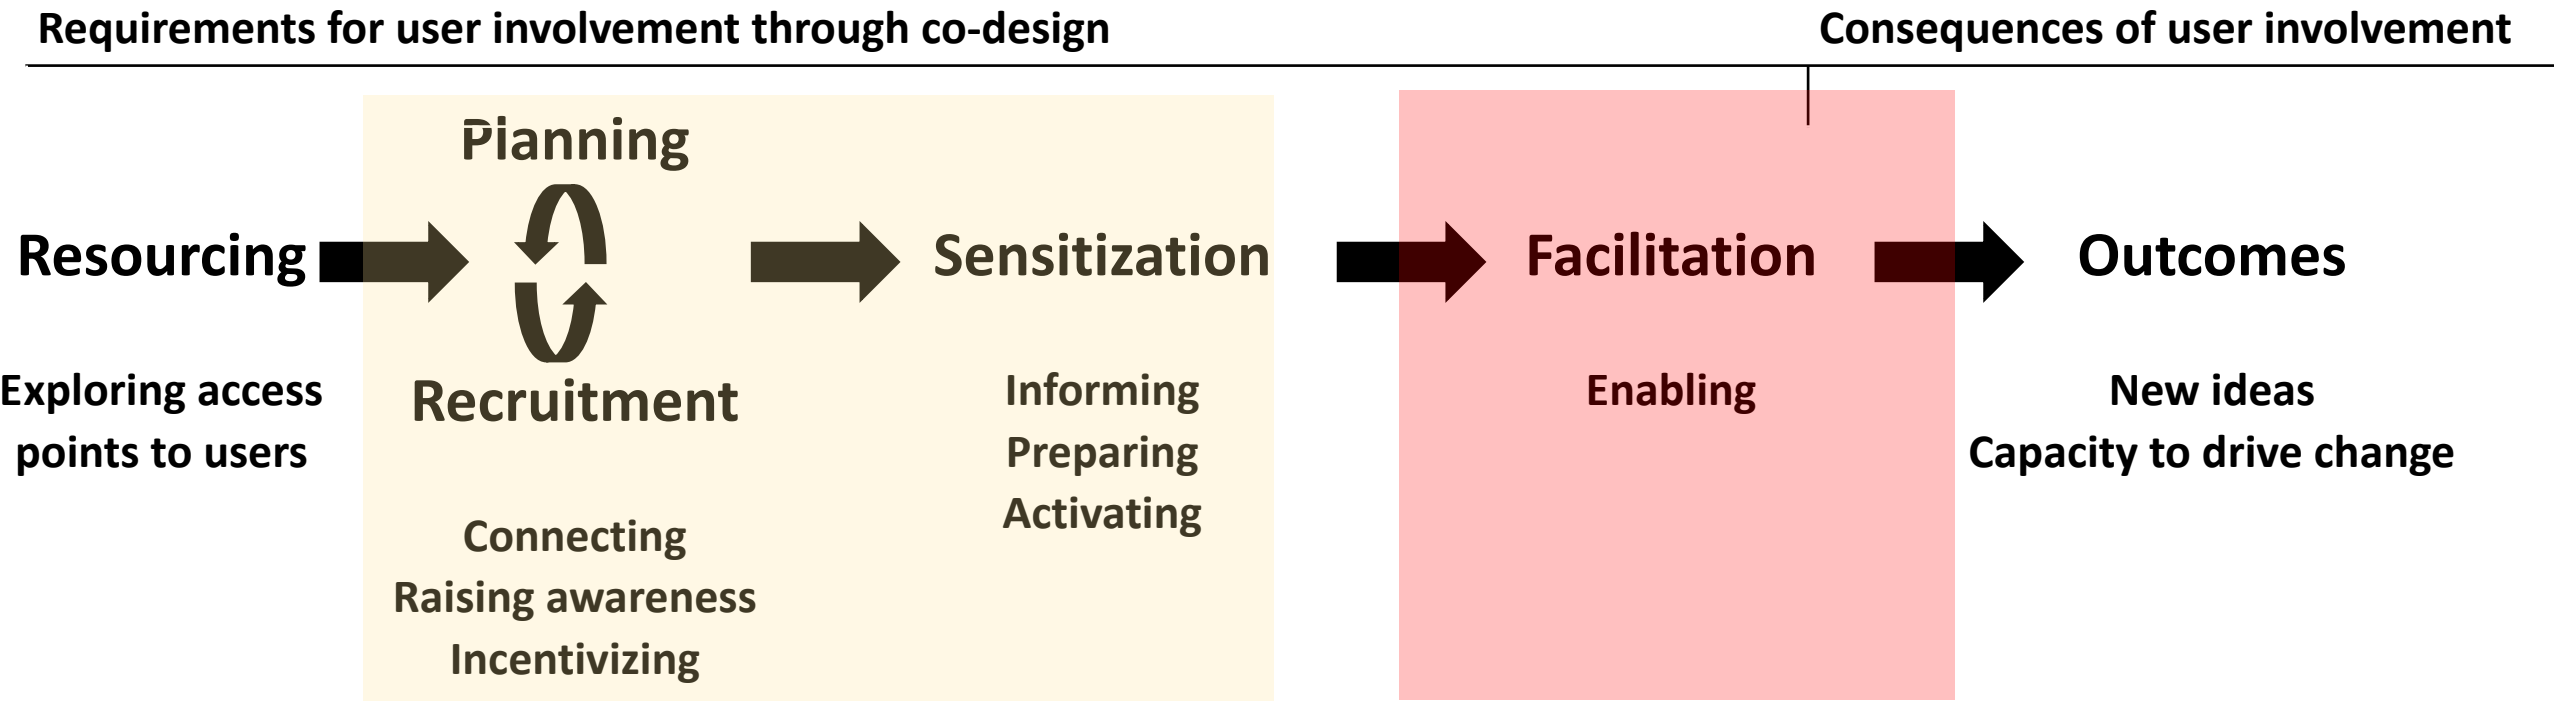 Requirements for user involvement through co-design
Consequences of user involvement
Planning
Resourcing
Sensitization
Facilitation
Outcomes
Exploring access
points to users
Recruitment
Connecting
Raising awareness
Incentivizing
Informing
Preparing
Activating
Enabling
New ideas
Capacity to drive change